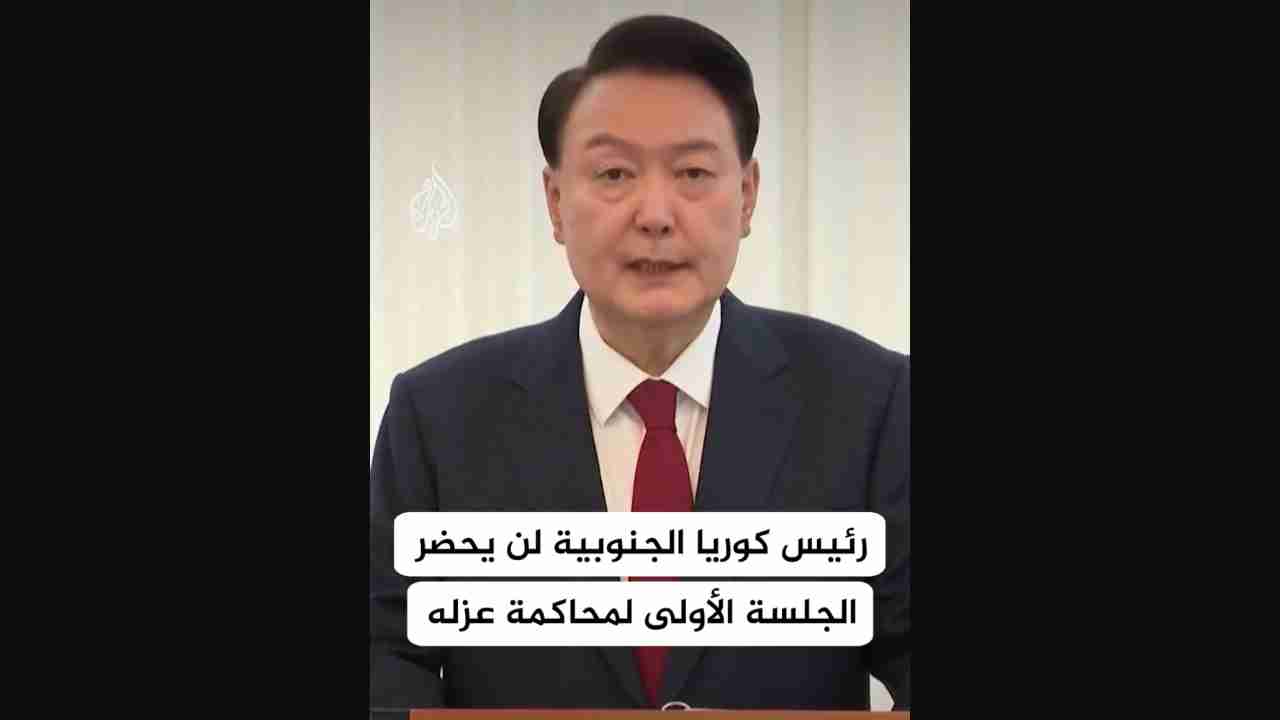 رئيس كوريا الجنوبية لن يحضر
الجلسة الأولى لمحاكمة عزله